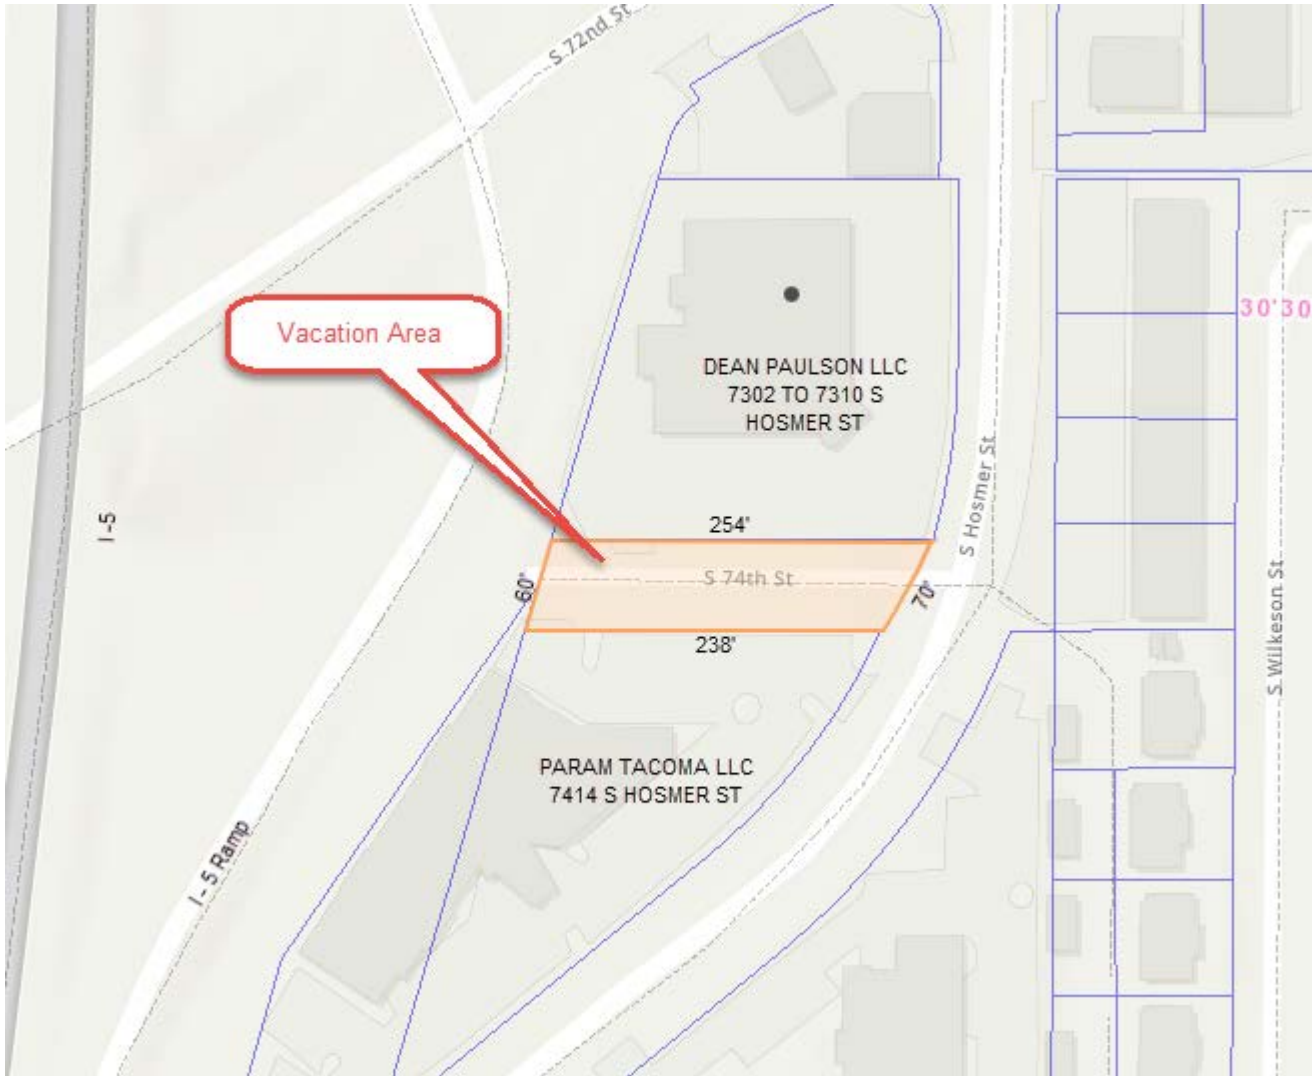 S 72nd St
30'30
Vacation Area
DEAN PAULSON LLC
7302 TO 7310 S
HOSMER ST
S Hosmer St
I-5
254'
60'
S 74th St
70'
238'
S Wilkeson St
PARAM TACOMA LLC
7414 S HOSMER ST
I - 5 Ramp